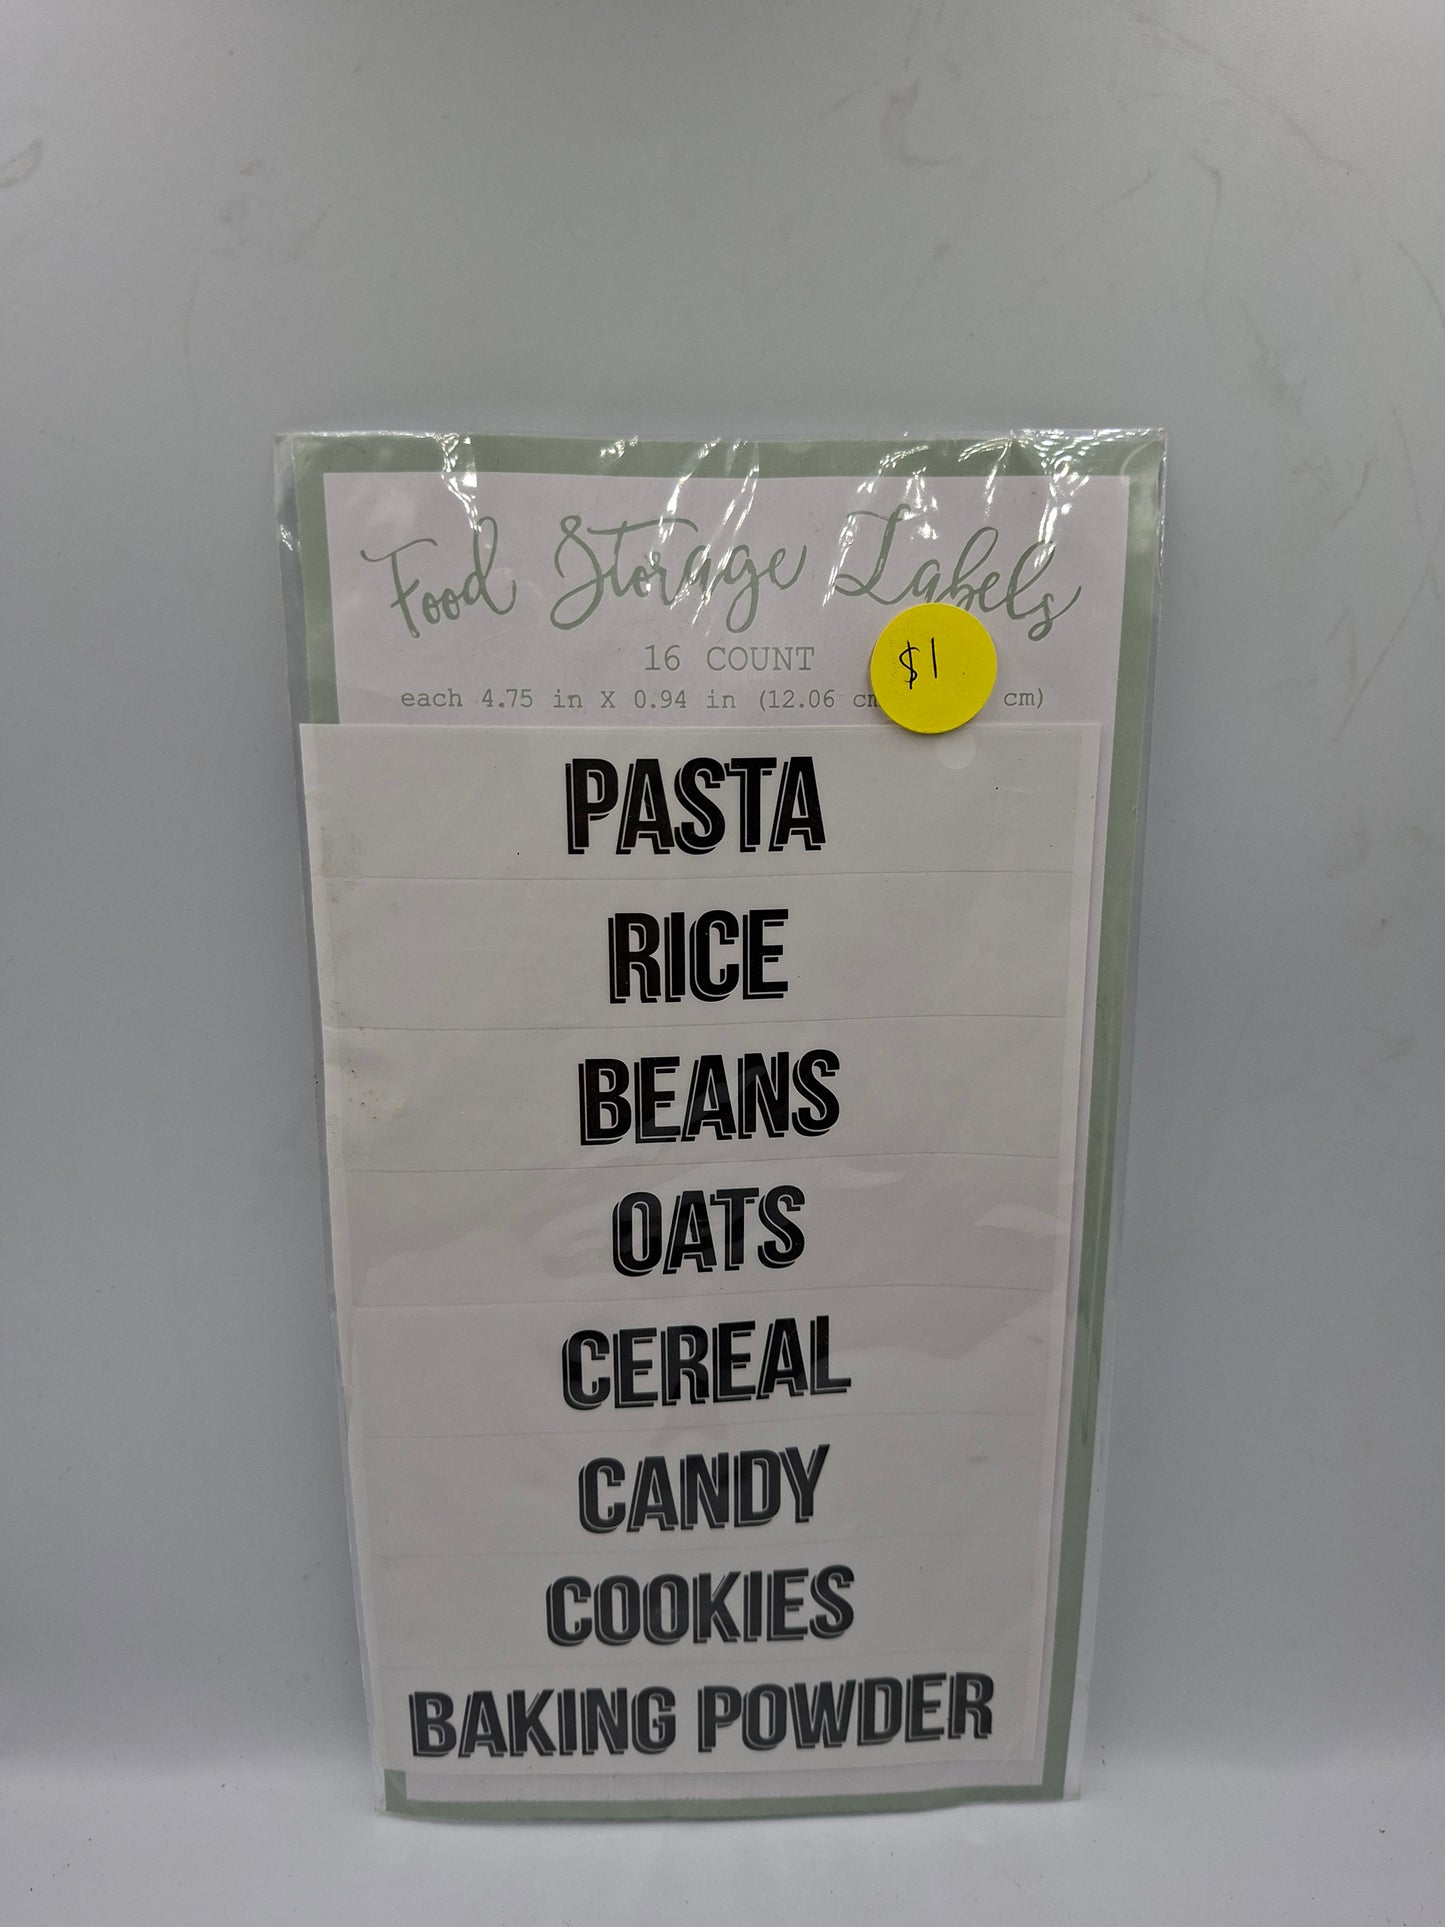 Food Storage Labels
16 COUNT
$1
each 4.75 in X 0.94 in (12.06 cm)
PASTA
RICE
BEANS
OATS
CEREAL
CANDY
COOKIES
BAKING POWDER